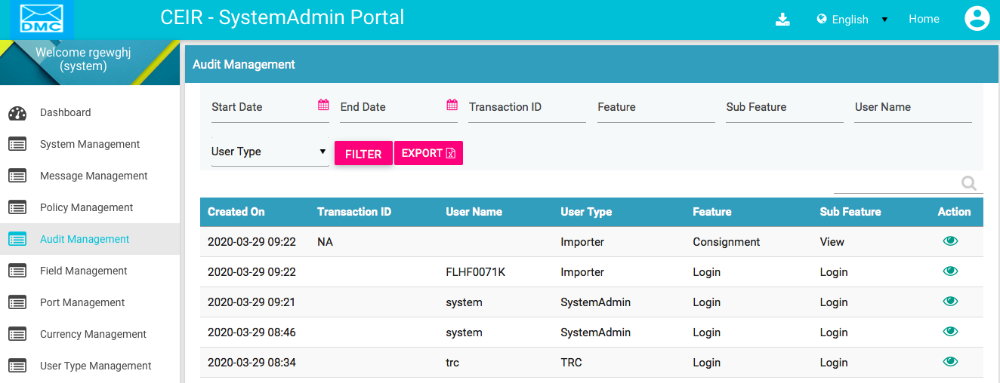 DMC
CEIR - SystemAdmin Portal
English
Home
Welcome rgewghj
(system)
Dashboard
System Management
Message Management
Policy Management
Audit Management
Field Management
Port Management
Currency Management
User Type Management
Audit Management
Start Date End Date Transaction ID Feature Sub Feature User Name
User Type FILTER EXPORT
Created On Transaction ID User Name User Type Feature Sub Feature Action
2020-03-29 09:22 NA Importer Consignment View
2020-03-29 09:22 FLHF0071K Importer Login Login
2020-03-29 09:21 system SystemAdmin Login Login
2020-03-29 08:46 system SystemAdmin Login Login
2020-03-29 08:34 trc TRC Login Login